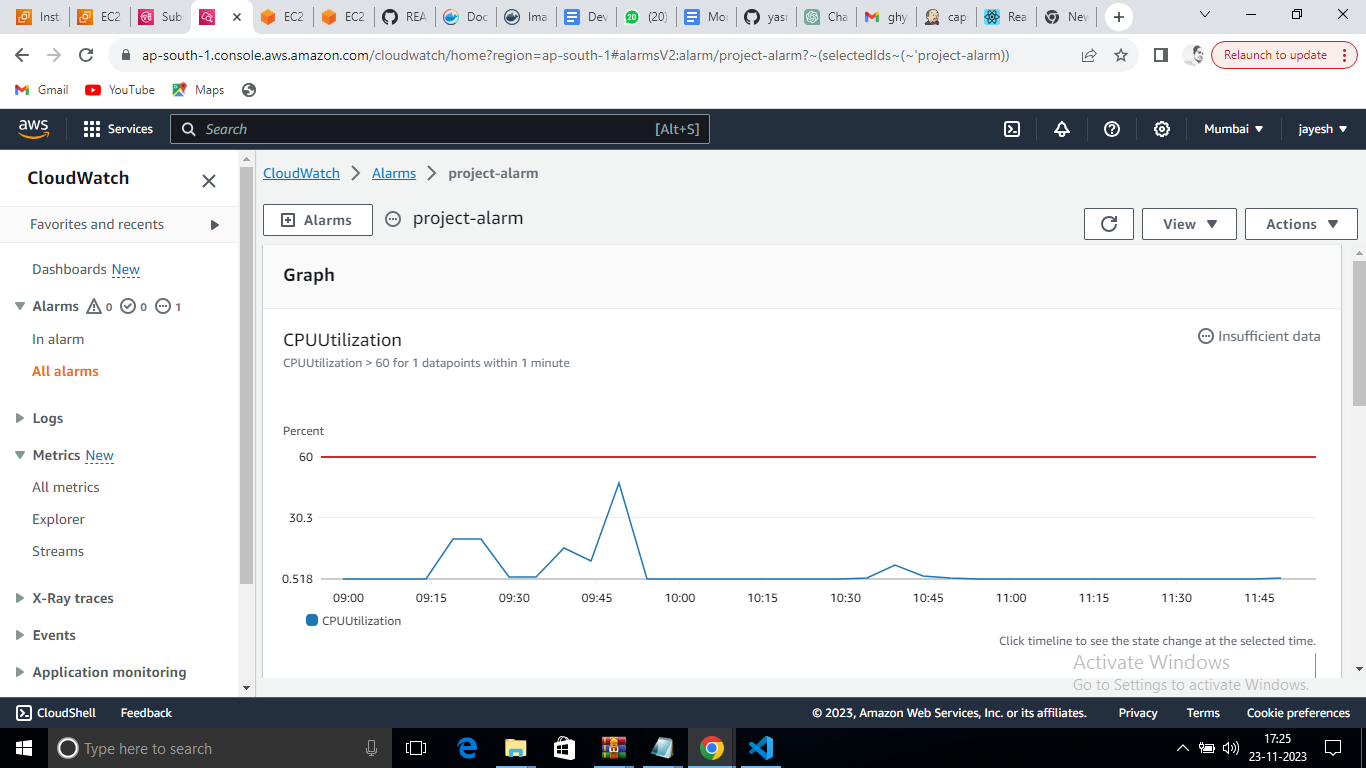 Inst
EC2
Sub
EC2
EC2
REA
Doc
Ima
Dev
(20)
Mo
yasr
Cha
ghy
cap
Rea
Nev
ap-south-1.console.aws.amazon.com/cloudwatch/home?region=ap-south-1#alarmsV2:alarm/project-alarm?~(selectedIds~(~'project-alarm))
Relaunch to update
Gmail YouTube Maps
aws Services Search [Alt+S] Mumbai jayesh
CloudWatch
Favorites and recents
Dashboards New
Alarms 0 0 1
In alarm
All alarms
Logs
Metrics New
All metrics
Explorer
Streams
X-Ray traces
Events
Application monitoring
CloudWatch Alarms project-alarm
Alarms project-alarm
View Actions
Graph
CPUUtilization
Insufficient data
CPUUtilization > 60 for 1 datapoints within 1 minute
Percent
60
30.3
0.518
09:00 09:15 09:30 09:45 10:00 10:15 10:30 10:45 11:00 11:15 11:30 11:45
CPUUtilization
Click timeline to see the state change at the selected time.
Activate Windows
Go to Settings to activate Windows.
CloudShell Feedback © 2023, Amazon Web Services, Inc. or its affiliates. Privacy Terms Cookie preferences
Type here to search
17:25
23-11-2023